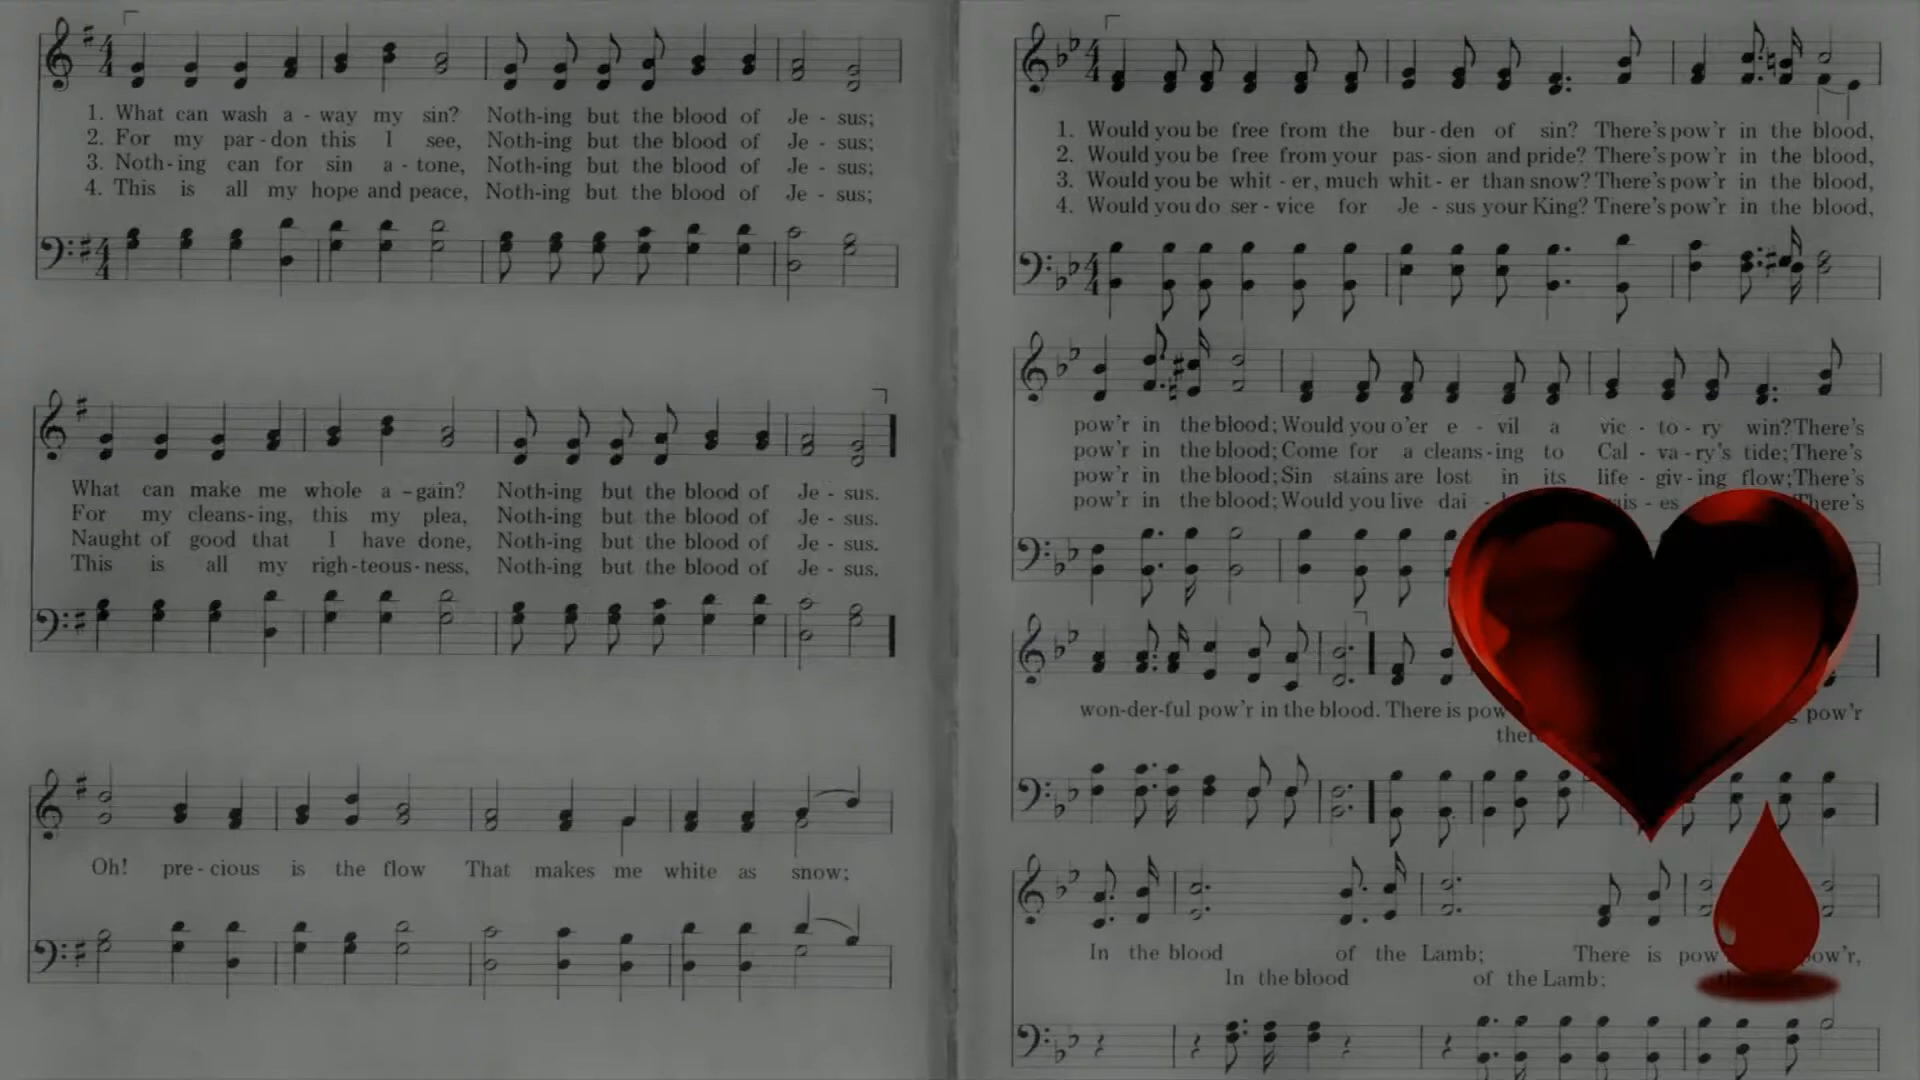 1. What can wash a - way my sin? Noth-ing but the blood of Je - sus;
2. For my par - don this I see, Noth-ing but the blood of Je - sus;
3. Noth - ing can for sin a - tone, Noth-ing but the blood of Je - sus;
4. This is all my hope and peace, Noth-ing but the blood of Je - sus;
What can make me whole a - gain? Noth-ing but the blood of Je - sus.
For my cleans-ing, this my plea, Noth-ing but the blood of Je - sus.
Naught of good that I have done, Noth-ing but the blood of Je - sus.
This is all my righ-teous-ness, Noth-ing but the blood of Je - sus.
Oh! pre - cious is the flow That makes me white as snow;
1. Would you be free from the bur - den of sin? There's pow'r in the blood,
2. Would you be free from your pas - sion and pride? There's pow'r in the blood,
3. Would you be whit - er, much whit - er than snow? There's pow'r in the blood,
4. Would you do ser - vice for Je - sus your King? Tnere's pow'r in the blood,
pow'r in the blood; Would you o'er e - vil a vic - to - ry win? There's
pow'r in the blood; Come for a cleans-ing to Cal - va - ry's tide; There's
pow'r in the blood; Sin stains are lost in its life - giv - ing flow; There's
pow'r in the blood; Would you live dai - ais - es There's
won-der-ful pow'r in the blood. There is pow pow'r
ther
In the blood of the Lamb; There is pow ow'r,
In the blood of the Lamb;